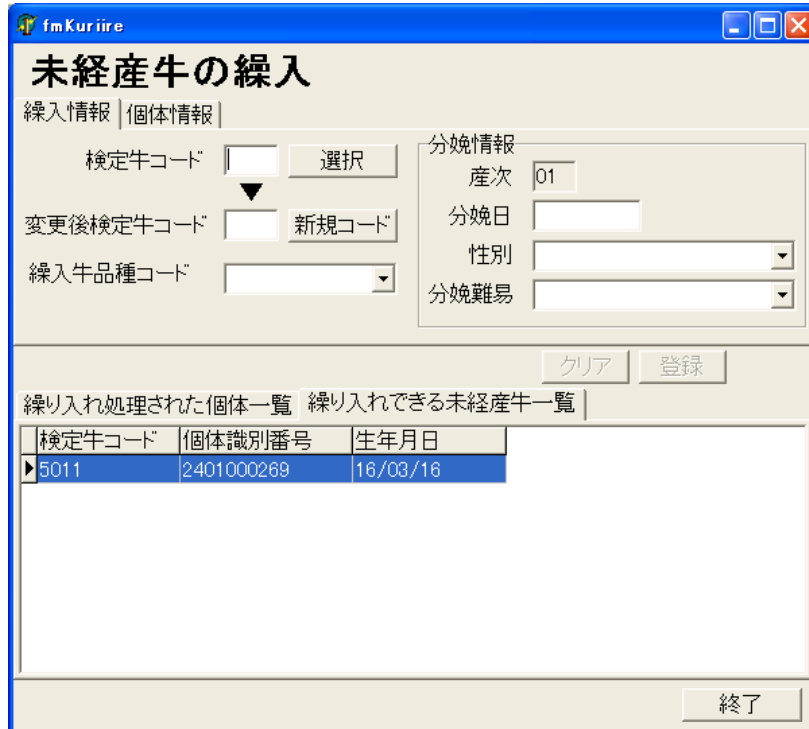 fmKuriire
未経産牛の繰入
繰入情報 個体情報
検定牛コード 選択
▼
変更後検定牛コード 新規コード
繰入牛品種コード
分娩情報
産次 01
分娩日
性別
分娩難易
クリア 登録
繰り入れ処理された個体一覧 繰り入れできる未経産牛一覧
検定牛コード 個体識別番号 生年月日
5011 2401000269 16/03/16
終了